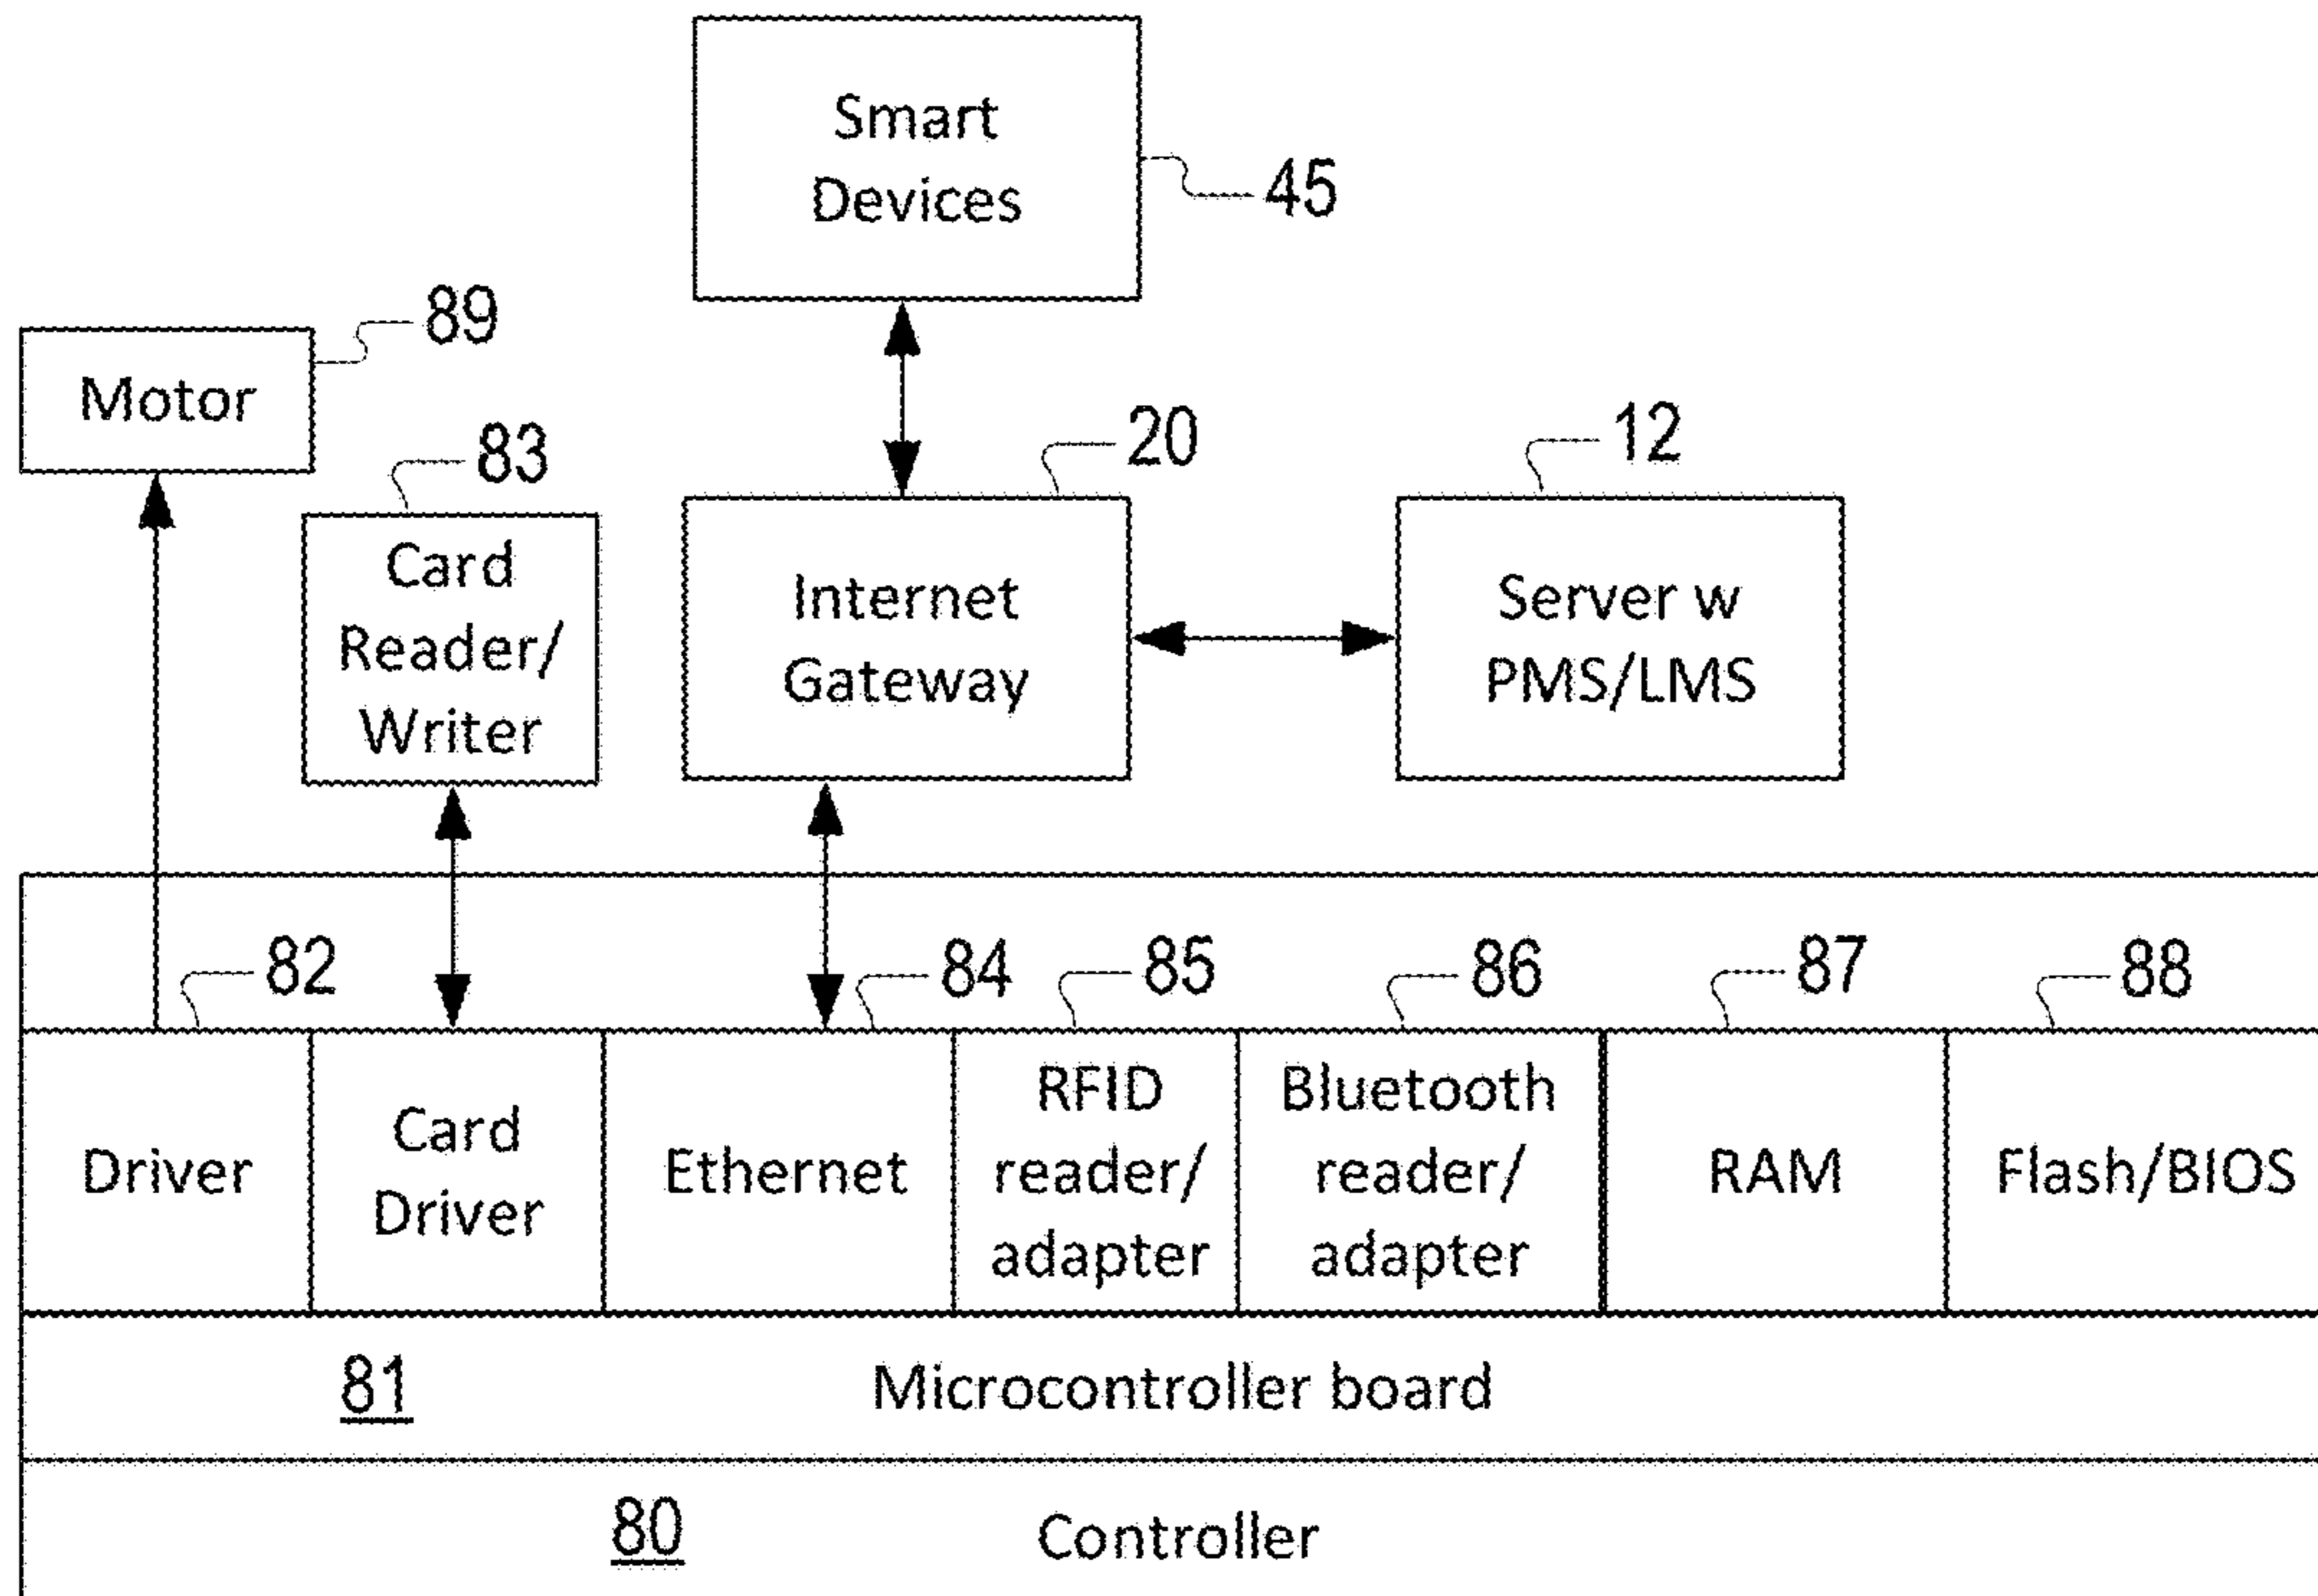 Smart
Devices
45
89
Motor
83
Card
Reader/
Writer
20
Internet
Gateway
12
Server w
PMS/LMS
82
84
85
86
87
88
Driver
Card
Driver
Ethernet
RFID
reader/
adapter
Bluetooth
reader/
adapter
RAM
Flash/BIOS
81
Microcontroller board
80
Controller